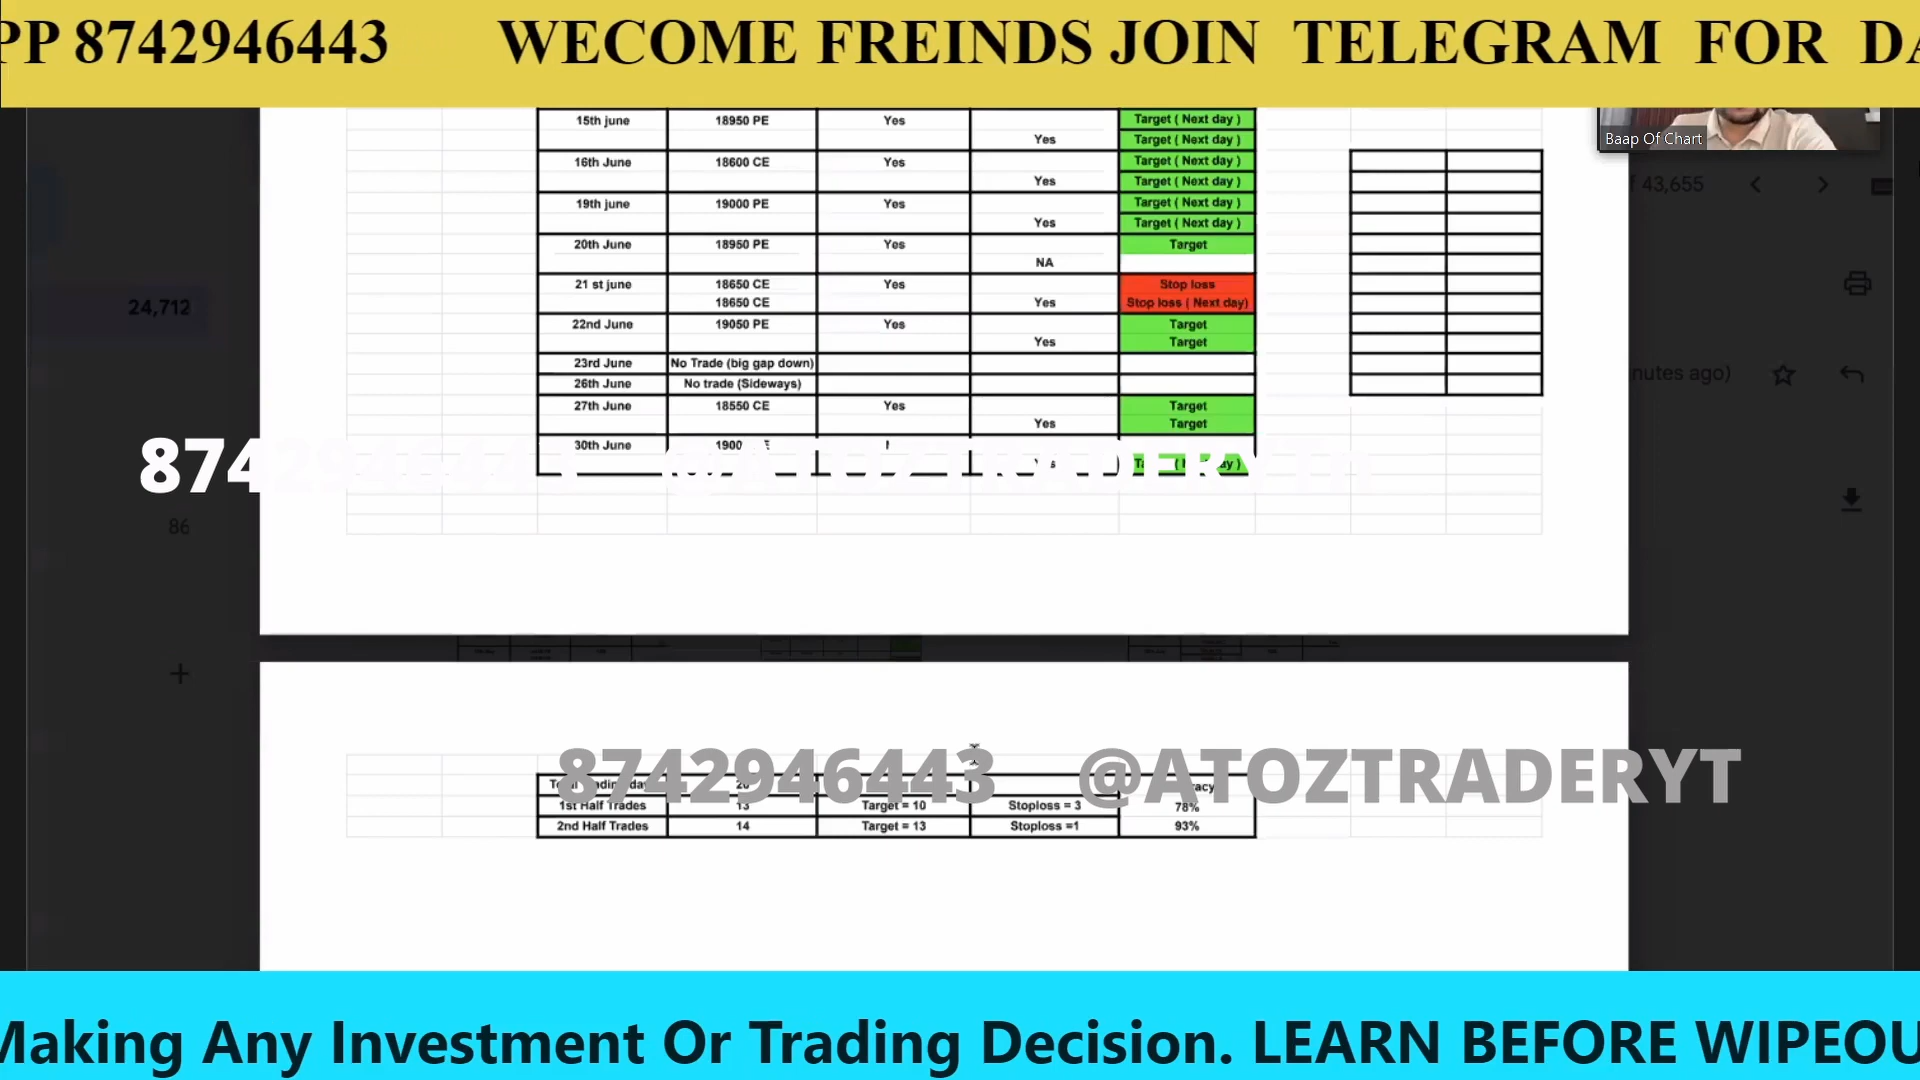 PP 8742946443 WECOME FREINDS JOIN TELEGRAM FOR DA
Baap Of Chart
43,655
15th june 18950 PE Yes Target ( Next day )
Yes Target ( Next day )
16th June 18600 CE Target ( Next day )
Yes Target ( Next day )
19th june 19000 PE Yes Target ( Next day )
Yes Target ( Next day )
20th June 18950 PE Yes Target
NA
24,712
21 st june 18650 CE Yes Stop loss
18650 CE Yes Stop loss ( Next day)
22nd June 19050 PE Yes Target
Yes Target
23rd June No Trade (big gap down)
nutes ago)
26th June No trade (Sideways)
27th June 18550 CE Yes Target
Yes Target
30th June 1900
874
86
8742946443 @ATOZTRADERYT
1st Half Trades 13 Target = 10 Stoploss = 3 78%
2nd Half Trades 14 Target = 13 Stoploss =1 93%
Making Any Investment Or Trading Decision. LEARN BEFORE WIPEOU